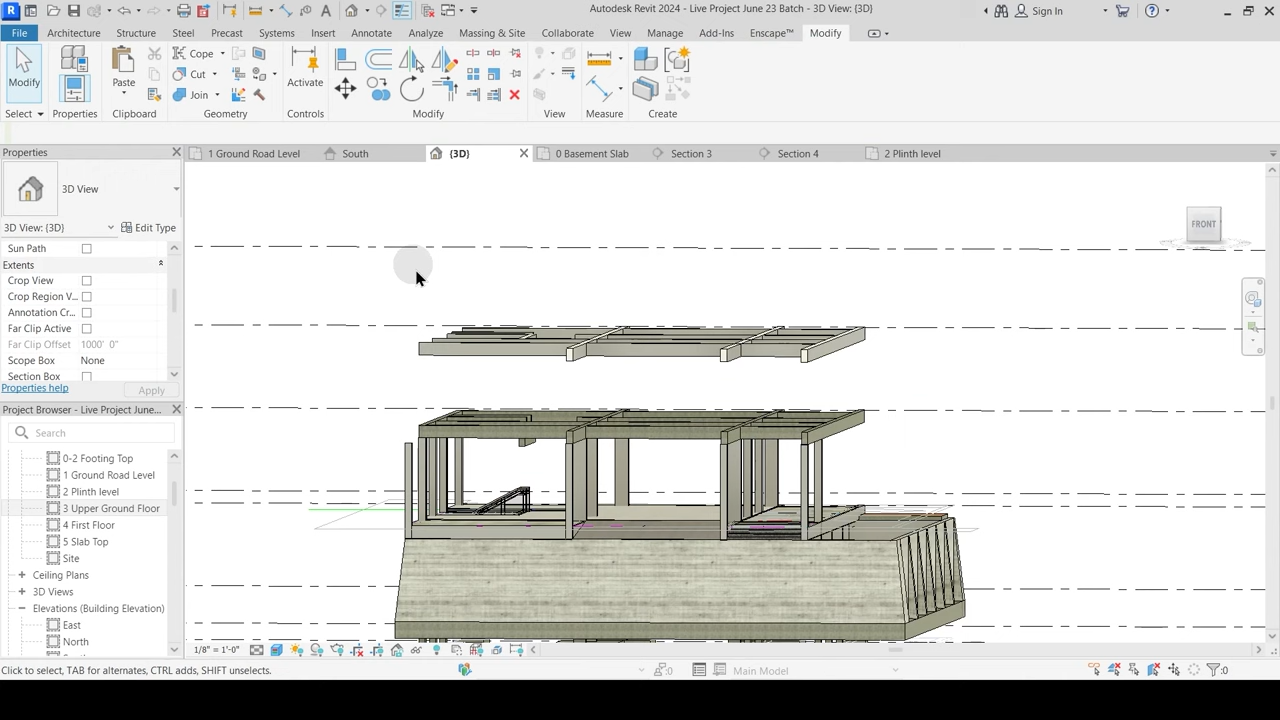 Autodesk Revit 2024 - Live Project June 23 Batch - 3D View: {3D}
Sign In
File Architecture Structure Steel Precast Systems Insert Annotate Analyze Massing & Site Collaborate View Manage Add-Ins Enscape™ Modify
Modify
Paste
Cope
Cut
Join
Activate
Select Properties Clipboard Geometry Controls Modify View Measure Create
Properties
1 Ground Road Level
South
{3D}
0 Basement Slab
Section 3
Section 4
2 Plinth level
3D View
3D View: {3D}
Edit Type
Sun Path
Extents
Crop View
Crop Region V...
Annotation Cr...
Far Clip Active
Far Clip Offset 1000' 0"
Scope Box None
Section Box
Properties help
Apply
FRONT
Project Browser - Live Project June...
Search
0-2 Footing Top
1 Ground Road Level
2 Plinth level
3 Upper Ground Floor
4 First Floor
5 Slab Top
Site
Ceiling Plans
3D Views
Elevations (Building Elevation)
East
North
1/8" = 1'-0"
Click to select, TAB for alternates, CTRL adds, SHIFT unselects.
:0
Main Model
:0